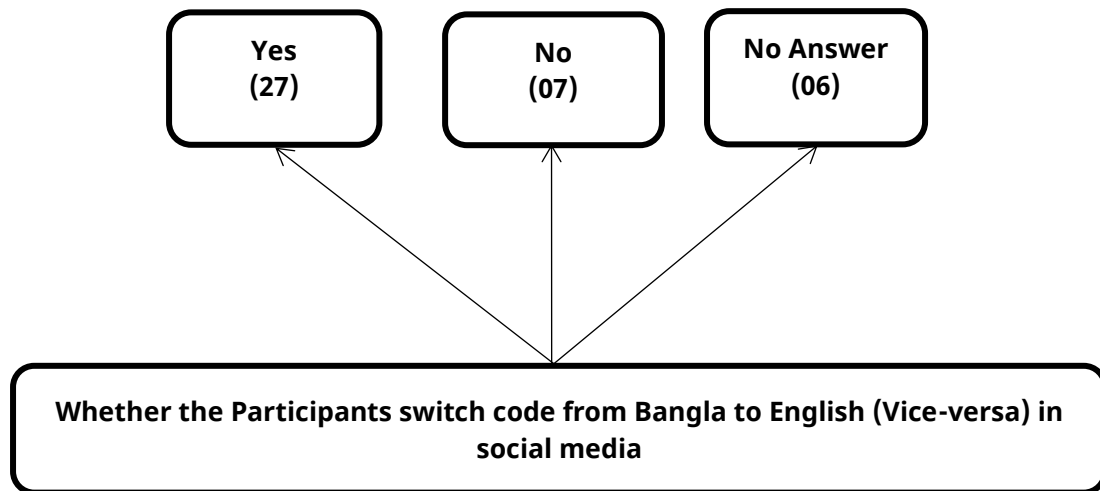 Yes
(27)
No
(07)
No Answer
(06)
Whether the Participants switch code from Bangla to English (Vice-versa) in
social media